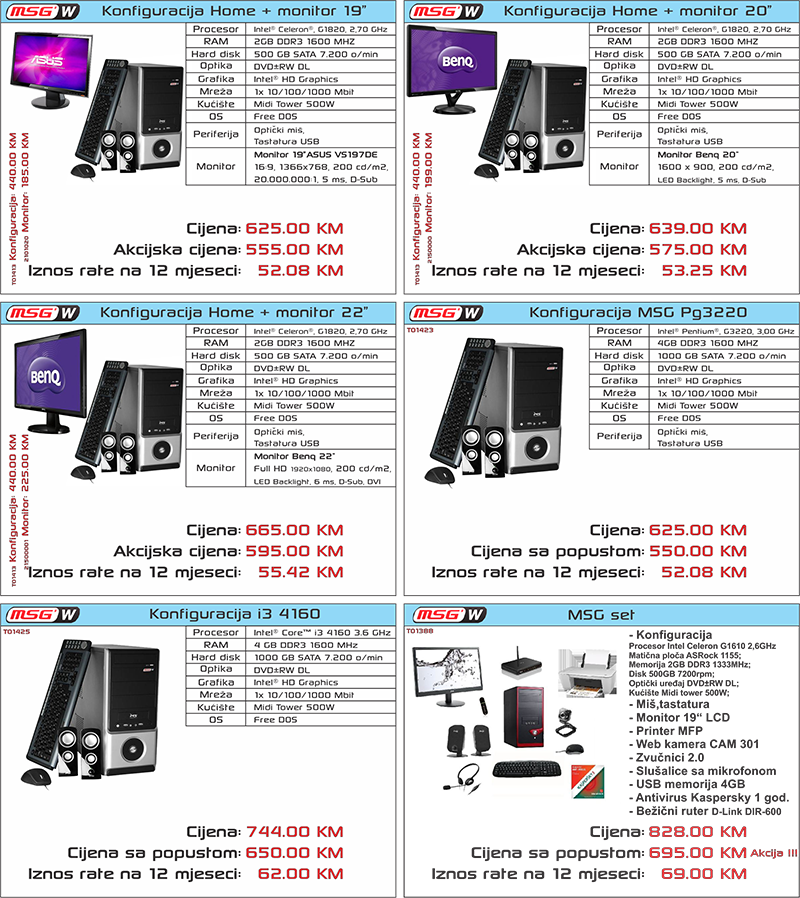 MSG W Konfiguracija Home + monitor 19"
ASUS
Procesor Intel® Celeron®, G1820, 2,70 GHz
RAM 2GB DDR3 1600 MHZ
Hard disk 500 GB SATA 7.200 o/min
Optika DVD±RW DL
Grafika Intel® HD Graphics
Mreža 1x 10/100/1000 Mbit
Kućište Midi Tower 500W
OS Free DOS
Periferija Optički miš,
Tastatura USB
Monitor Monitor 19"ASUS VS197DE
16:9, 1366x768, 200 cd/m2,
20.000.000:1, 5 ms, D-Sub
T01413 Konfiguracija: 440.00 KM
2101020 Monitor: 185.00 KM
Cijena: 625.00 KM
Akcijska cijena: 555.00 KM
Iznos rate na 12 mjeseci: 52.08 KM
MSG W Konfiguracija Home + monitor 20"
BenQ
Procesor Intel® Celeron®, G1820, 2,70 GHz
RAM 2GB DDR3 1600 MHZ
Hard disk 500 GB SATA 7.200 o/min
Optika DVD±RW DL
Grafika Intel® HD Graphics
Mreža 1x 10/100/1000 Mbit
Kućište Midi Tower 500W
OS Free DOS
Periferija Optički miš,
Tastatura USB
Monitor Monitor Benq 20"
1600 x 900, 200 cd/m2,
LED Backlight, 5 ms, D-Sub
T01413 Konfiguracija: 440.00 KM
2150000 Monitor: 199.00 KM
Cijena: 639.00 KM
Akcijska cijena: 575.00 KM
Iznos rate na 12 mjeseci: 53.25 KM
MSG W Konfiguracija Home + monitor 22"
BenQ
Procesor Intel® Celeron®, G1820, 2,70 GHz
RAM 2GB DDR3 1600 MHZ
Hard disk 500 GB SATA 7.200 o/min
Optika DVD±RW DL
Grafika Intel® HD Graphics
Mreža 1x 10/100/1000 Mbit
Kućište Midi Tower 500W
OS Free DOS
Periferija Optički miš,
Tastatura USB
Monitor Monitor Benq 22"
Full HD 1920x1080, 200 cd/m2,
LED Backlight, 6 ms, D-Sub, DVI
T01413 Konfiguracija: 440.00 KM
21500001 Monitor: 225.00 KM
Cijena: 665.00 KM
Akcijska cijena: 595.00 KM
Iznos rate na 12 mjeseci: 55.42 KM
MSG W Konfiguracija MSG Pg3220
T01423
Procesor Intel® Pentium®, G3220, 3,00 GHz
RAM 4GB DDR3 1600 MHZ
Hard disk 1000 GB SATA 7.200 o/min
Optika DVD±RW DL
Grafika Intel® HD Graphics
Mreža 1x 10/100/1000 Mbit
Kućište Midi Tower 500W
OS Free DOS
Periferija Optički miš,
Tastatura USB
Cijena: 625.00 KM
Cijena sa popustom: 550.00 KM
Iznos rate na 12 mjeseci: 52.08 KM
MSG W Konfiguracija i3 4160
T01425
Procesor Intel® Core™ i3 4160 3.6 GHz
RAM 4 GB DDR3 1600 MHz
Hard disk 1000 GB SATA 7.200 o/min
Optika DVD±RW DL
Grafika Intel® HD Graphics
Mreža 1x 10/100/1000 Mbit
Kućište Midi Tower 500W
OS Free DOS
Cijena: 744.00 KM
Cijena sa popustom: 650.00 KM
Iznos rate na 12 mjeseci: 62.00 KM
MSG W MSG set
T01388
- Konfiguracija
Procesor Intel Celeron G1610 2,6GHz
Matična ploča ASRock 1155;
Memorija 2GB DDR3 1333MHz;
Disk 500GB 7200rpm;
Optički uređaj DVD±RW DL;
Kućište Midi tower 500W;
- Miš,tastatura
- Monitor 19“ LCD
- Printer MFP
- Web kamera CAM 301
- Zvučnici 2.0
- Slušalice sa mikrofonom
- USB memorija 4GB
- Antivirus Kaspersky 1 god.
- Bežični ruter D-Link DIR-600
Cijena: 828.00 KM
Cijena sa popustom: 695.00 KM Akcija III
Iznos rate na 12 mjeseci: 69.00 KM